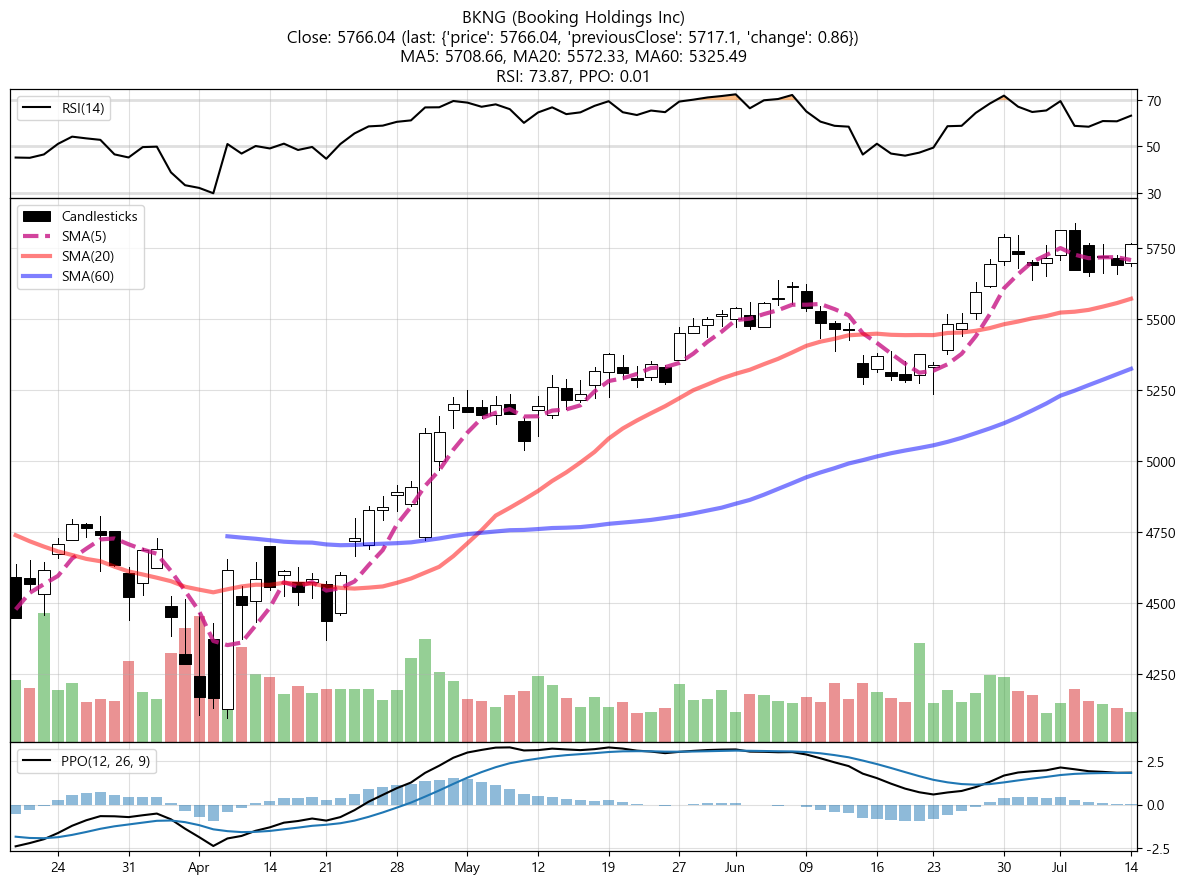 BKNG (Booking Holdings Inc)
Close: 5766.04 (last: {'price': 5766.04, 'previousClose': 5717.1, 'change': 0.86})
MA5: 5708.66, MA20: 5572.33, MA60: 5325.49
RSI: 73.87, PPO: 0.01
RSI(14)
70
50
30
Candlesticks
SMA(5)
SMA(20)
SMA(60)
5750
5500
5250
5000
4750
4500
4250
PPO(12, 26, 9)
2.5
0.0
-2.5
24 31 Apr 14 21 28 May 12 19 27 Jun 09 16 23 30 Jul 14